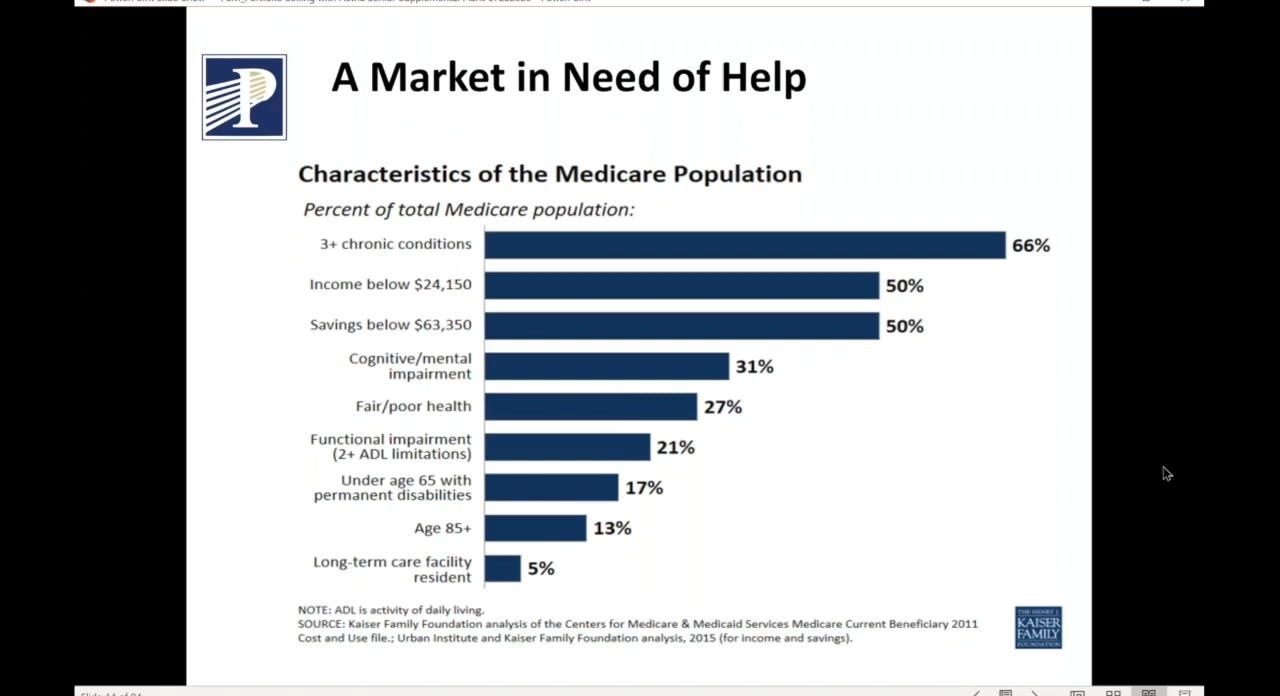 P
A Market in Need of Help
Characteristics of the Medicare Population
Percent of total Medicare population:
3+ chronic conditions 66%
Income below $24,150 50%
Savings below $63,350 50%
Cognitive/mental
impairment 31%
Fair/poor health 27%
Functional impairment
(2+ ADL limitations) 21%
Under age 65 with
permanent disabilities 17%
Age 85+ 13%
Long-term care facility
resident 5%
NOTE: ADL is activity of daily living.
SOURCE: Kaiser Family Foundation analysis of the Centers for Medicare & Medicaid Services Medicare Current Beneficiary 2011
Cost and Use file.; Urban Institute and Kaiser Family Foundation analysis, 2015 (for income and savings).
THE HENRY J.
KAISER
FAMILY
FOUNDATION